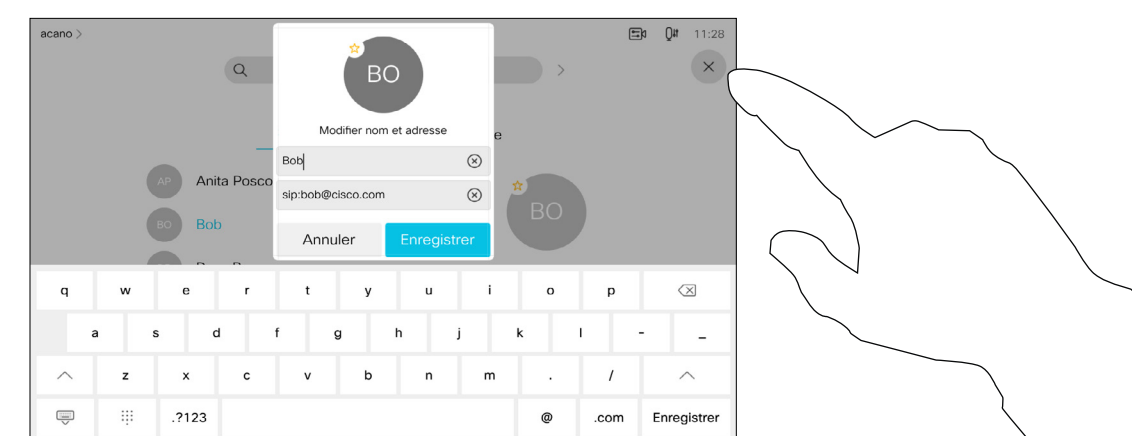 acano >
11:28
BO
Modifier nom et adresse
e
Bob
sip:bob@cisco.com
Annuler Enregistrer
AP Anita Posco
BO Bob
BO
q w e r t y u i o p
a s d f g h j k l - _
z x c v b n m . /
.?123 @ .com Enregistrer